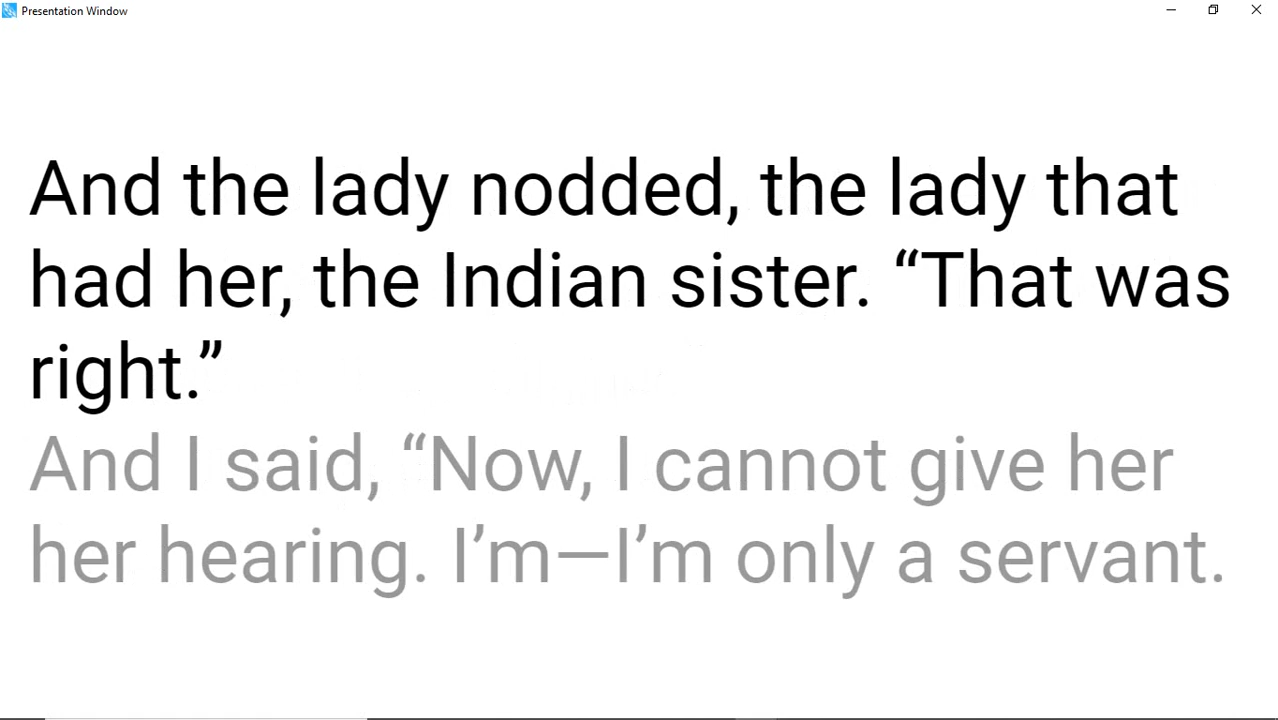 Presentation Window
And the lady nodded, the lady that
had her, the Indian sister. “That was
right.”
And I said, “Now, I cannot give her
her hearing. I’m—I’m only a servant.